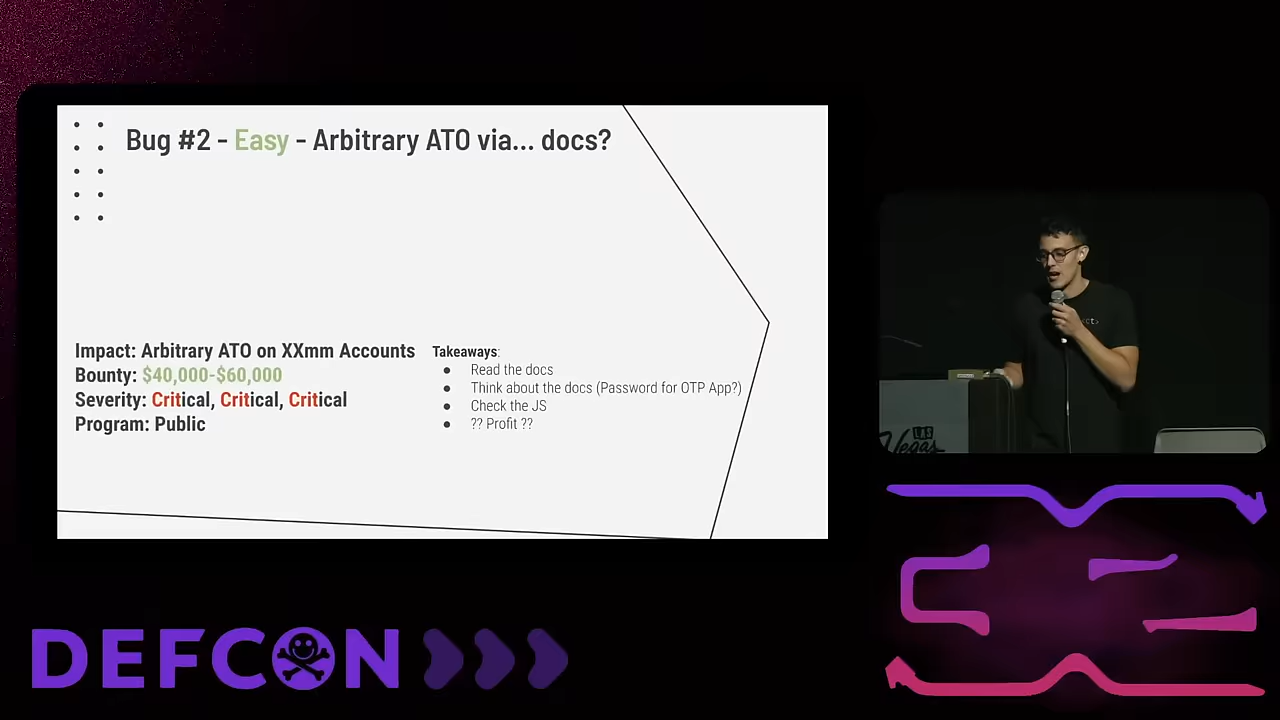 Bug #2 - Easy - Arbitrary ATO via... docs?
Impact: Arbitrary ATO on XXmm Accounts
Bounty: $40,000-$60,000
Severity: Critical, Critical, Critical
Program: Public
Takeaways:
Read the docs
Think about the docs (Password for OTP App?)
Check the JS
?? Profit ??
LAS
Vegas
DEFCON